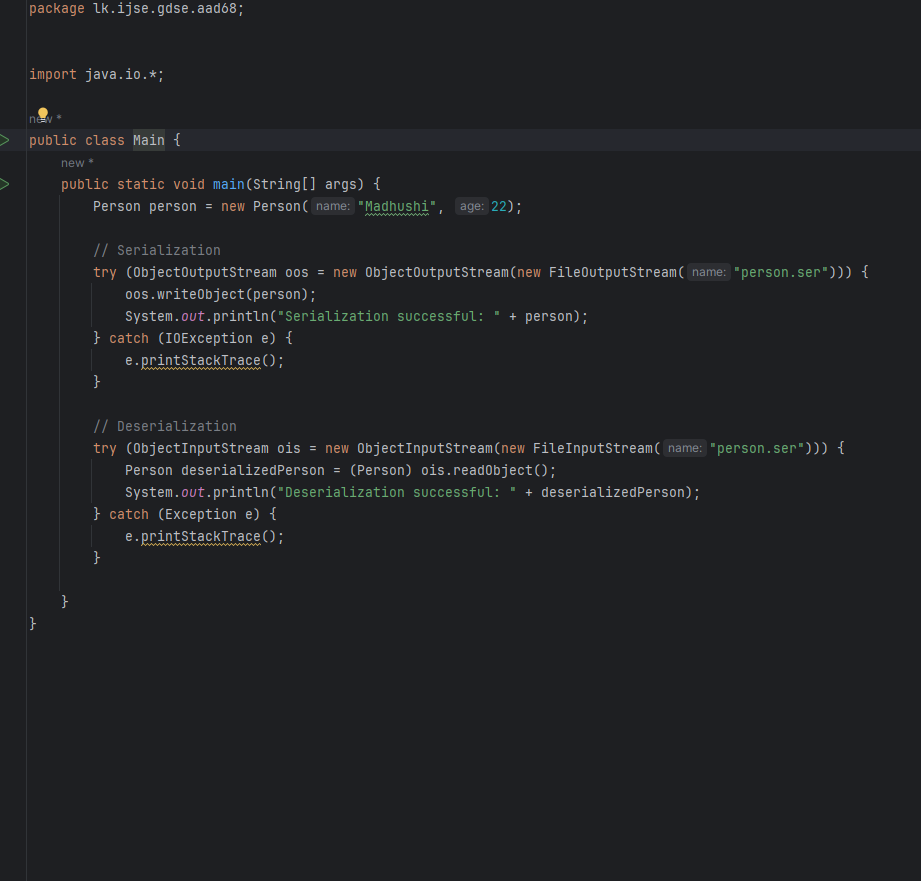 package lk.ijse.gdse.aad68;
import java.io.*;
new *
public class Main {
new *
public static void main(String[] args) {
Person person = new Person( name: "Madhushi", age: 22);
// Serialization
try (ObjectOutputStream oos = new ObjectOutputStream(new FileOutputStream( name: "person.ser"))) {
oos.writeObject(person);
System.out.println("Serialization successful: " + person);
} catch (IOException e) {
e.printStackTrace();
}
// Deserialization
try (ObjectInputStream ois = new ObjectInputStream(new FileInputStream( name: "person.ser"))) {
Person deserializedPerson = (Person) ois.readObject();
System.out.println("Deserialization successful: " + deserializedPerson);
} catch (Exception e) {
e.printStackTrace();
}
}
}